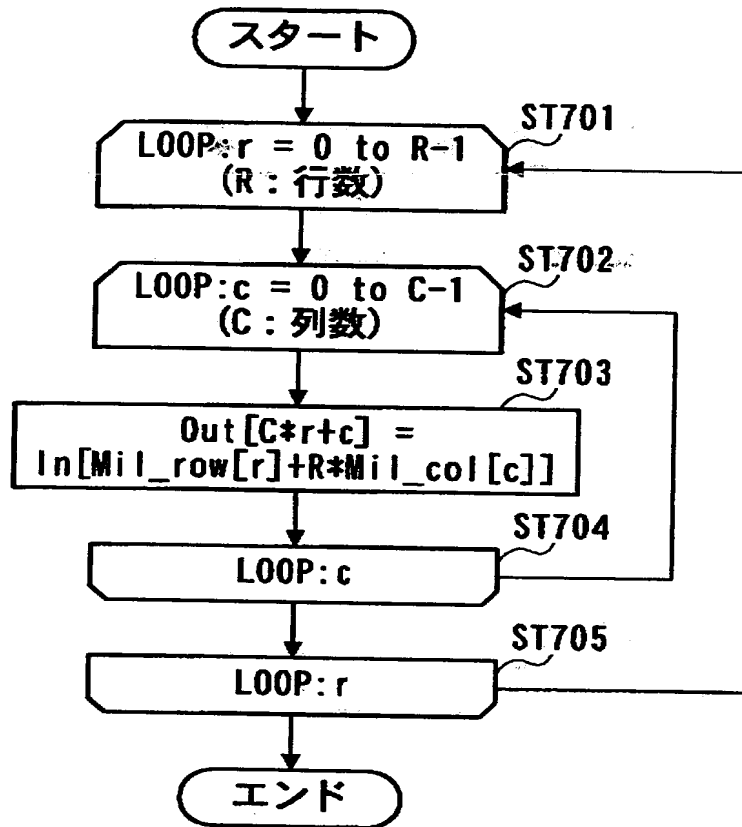 スタート
ST701
LOOP:r = 0 to R-1
(R:行数)
ST702
LOOP:c = 0 to C-1
(C:列数)
ST703
Out[C*r+c] =
In[Mil_row[r]+R*Mil_col[c]]
ST704
LOOP:c
ST705
LOOP:r
エンド